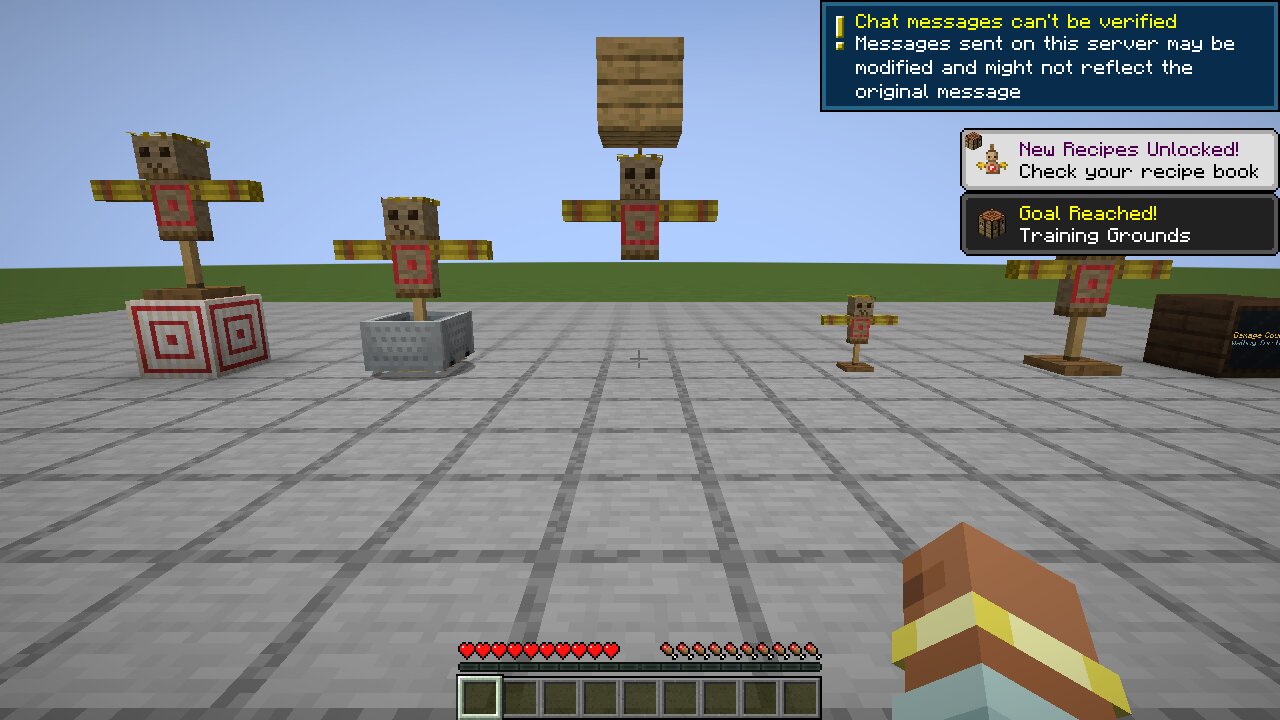 Chat messages can't be verified
Messages sent on this server may be
modified and might not reflect the
original message
New Recipes Unlocked!
Check your recipe book
Goal Reached!
Training Grounds
Damage